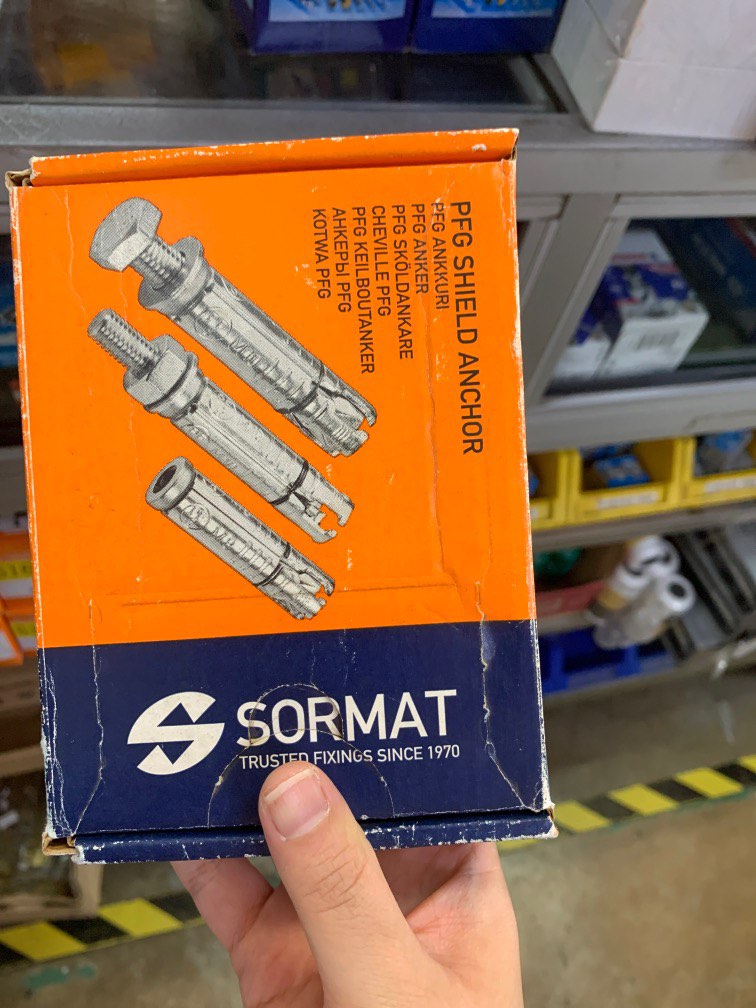 PFG SHIELD ANCHOR
PFG ANKKURI
PFG ANKER
PFG SKÖLDANKARE
CHEVILLE PFG
PFG KEILBOUTANKER
АНКЕРЫ PFG
KOTWA PFG
SORMAT
TRUSTED FIXINGS SINCE 1970